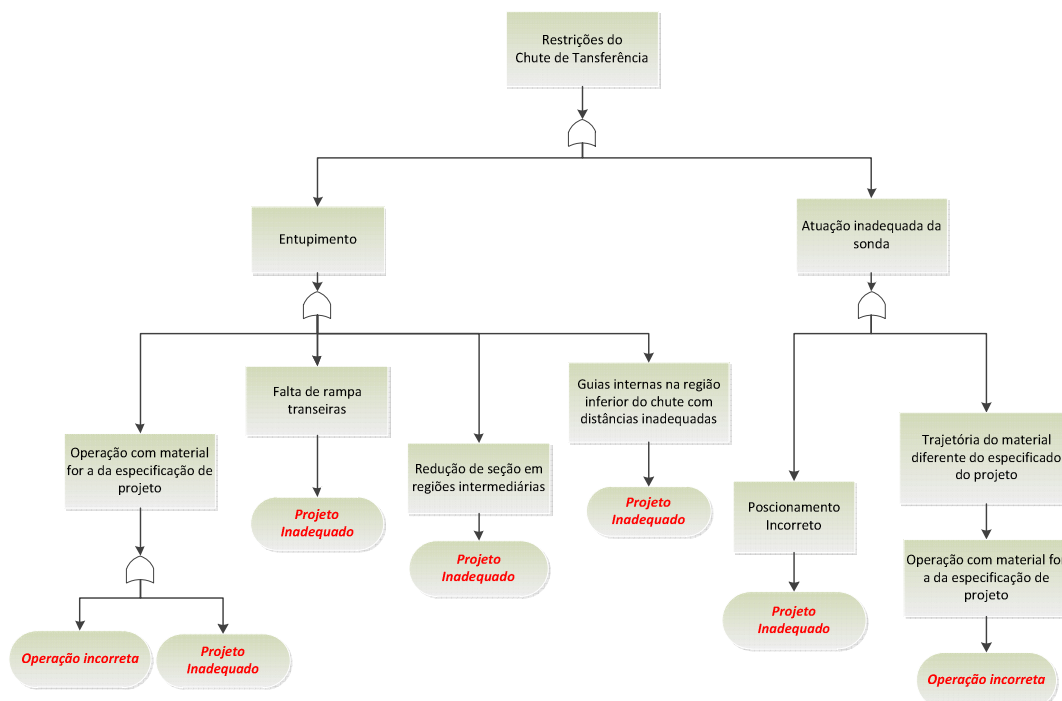 Restrições do
Chute de Tansferência
Entupimento
Atuação inadequada da
sonda
Falta de rampa
transeiras
Guias internas na região
inferior do chute com
distâncias inadequadas
Operação com material
for a da especificação de
projeto
Redução de seção em
regiões intermediárias
Trajetória do material
diferente do especificado
do projeto
Poscionamento
Incorreto
Projeto
Inadequado
Projeto
Inadequado
Projeto
Inadequado
Operação com material for
a da especificação de
projeto
Projeto
Inadequado
Operação incorreta
Projeto
Inadequado
Operação incorreta